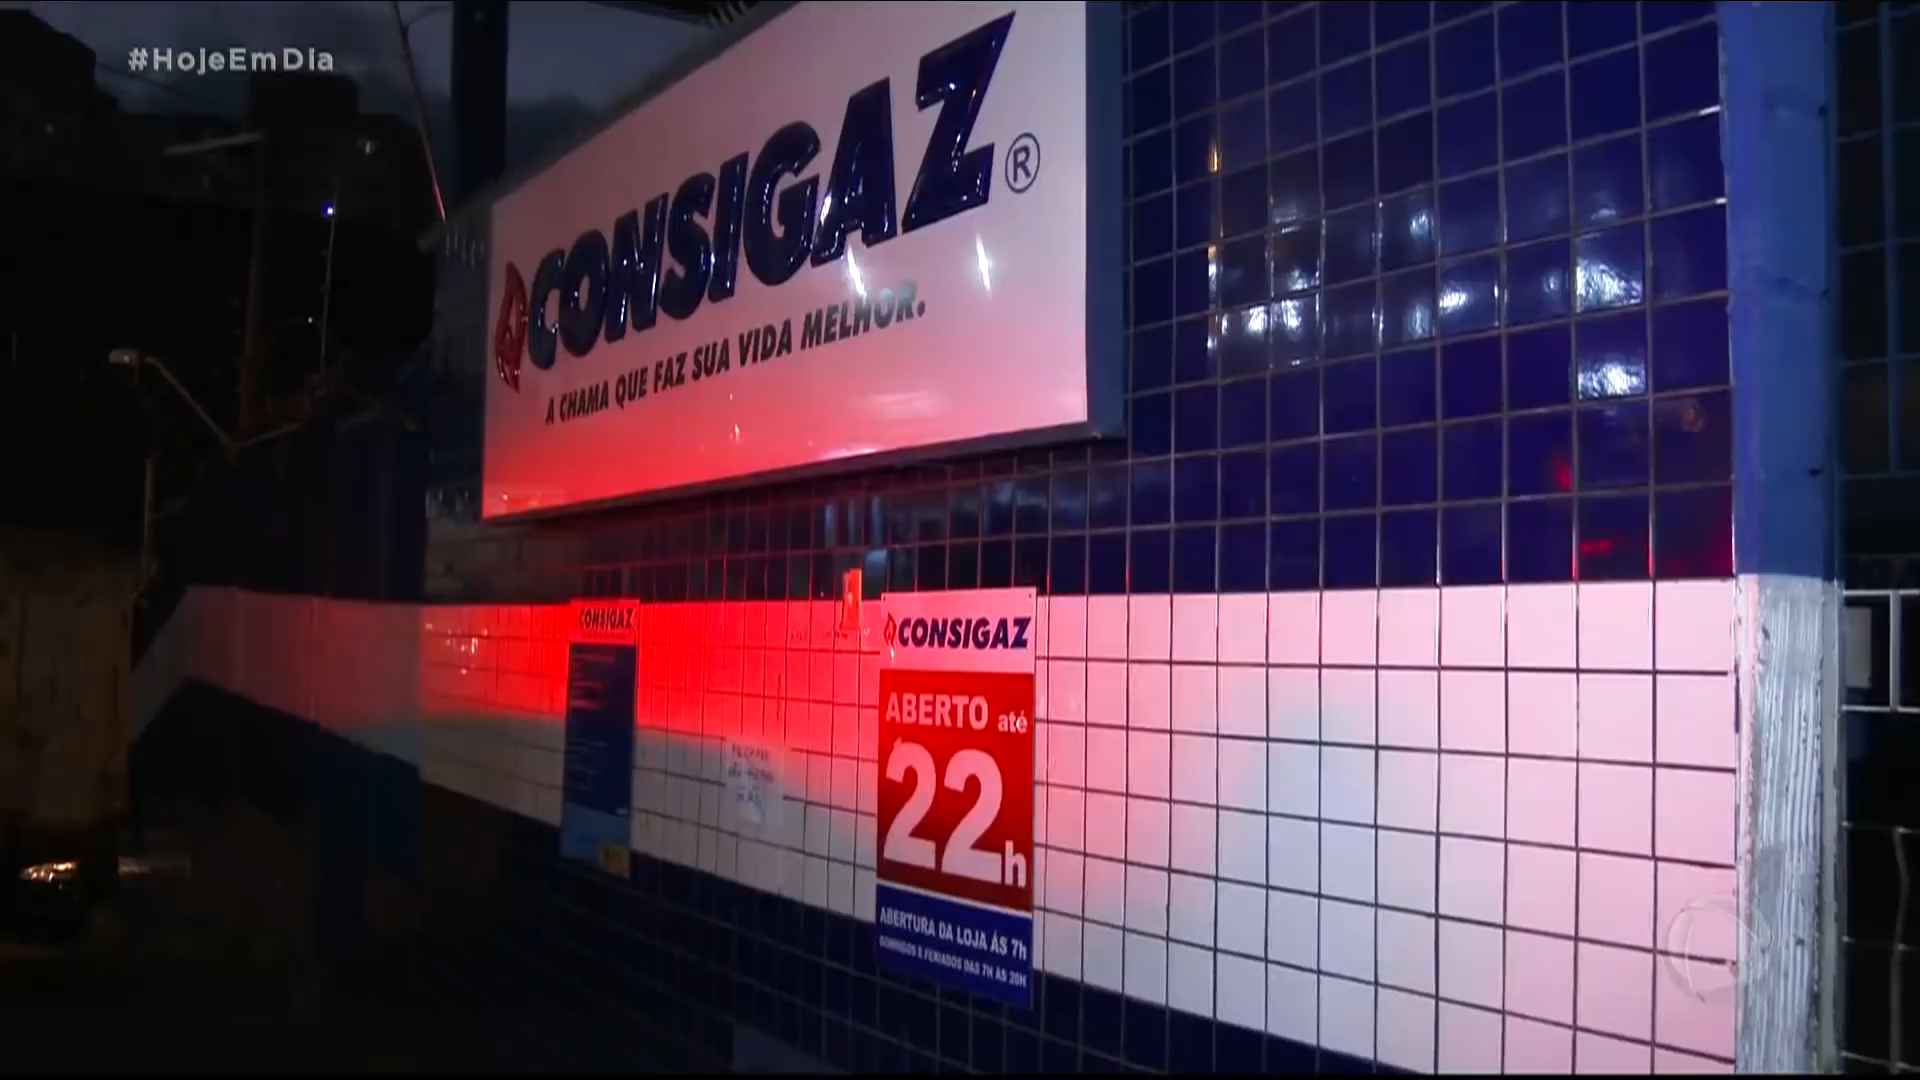 #HojeEmDia
CONSIGAZ®
A CHAMA QUE FAZ SUA VIDA MELHOR.
CONSIGAZ
CONSIGAZ
ABERTO até
22h
ABERTURA DA LOJA ÁS 7h
DOMINGOS E FERIADOS DAS 7H ÀS 20H